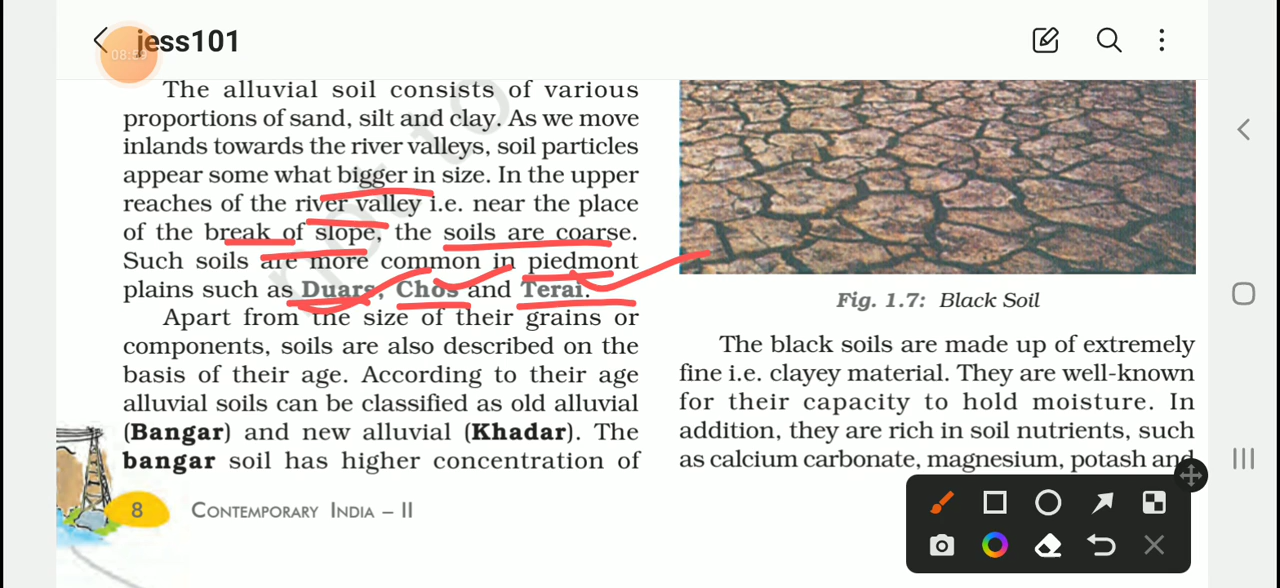 jess101
08:59
The alluvial soil consists of various
proportions of sand, silt and clay. As we move
inlands towards the river valleys, soil particles
appear some what bigger in size. In the upper
reaches of the river valley i.e. near the place
of the break of slope, the soils are coarse.
Such soils are more common in piedmont
plains such as Duars, Chos and Terai.
Apart from the size of their grains or
components, soils are also described on the
basis of their age. According to their age
alluvial soils can be classified as old alluvial
(Bangar) and new alluvial (Khadar). The
bangar soil has higher concentration of
8 CONTEMPORARY INDIA – II
Fig. 1.7: Black Soil
The black soils are made up of extremely
fine i.e. clayey material. They are well-known
for their capacity to hold moisture. In
addition, they are rich in soil nutrients, such
as calcium carbonate, magnesium, potash and